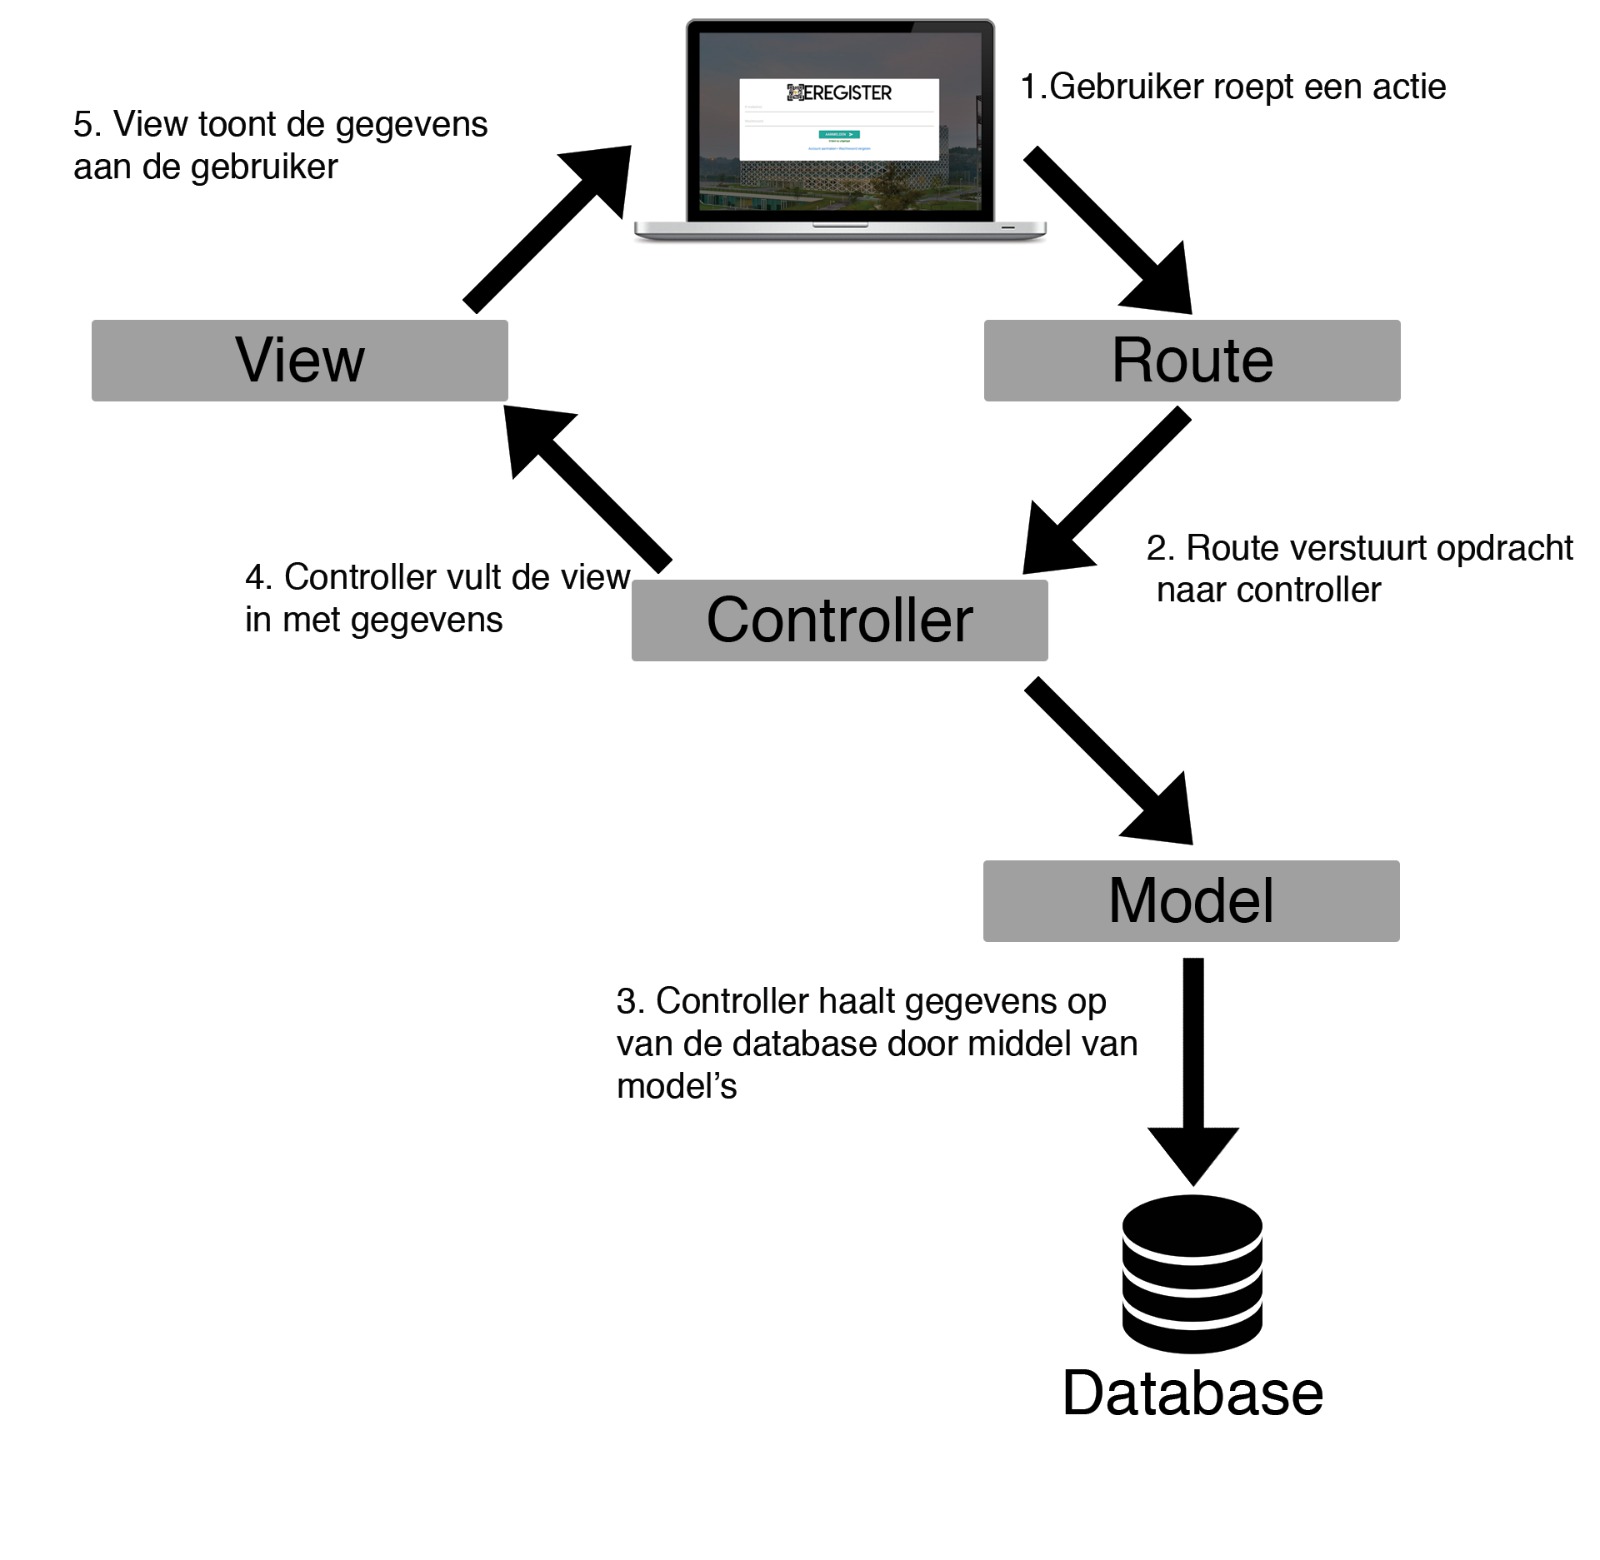 EREGISTER
1.Gebruiker roept een actie
5. View toont de gegevens
aan de gebruiker
View
Route
2. Route verstuurt opdracht
naar controller
4. Controller vult de view
in met gegevens
Controller
Model
3. Controller haalt gegevens op
van de database door middel van
model's
Database